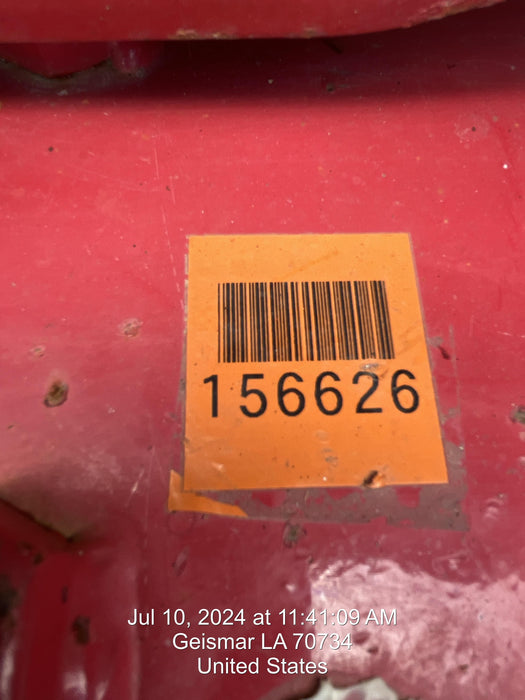 156626
Jul 10, 2024 at 11:41:09 AM
Geismar LA 70734
United States